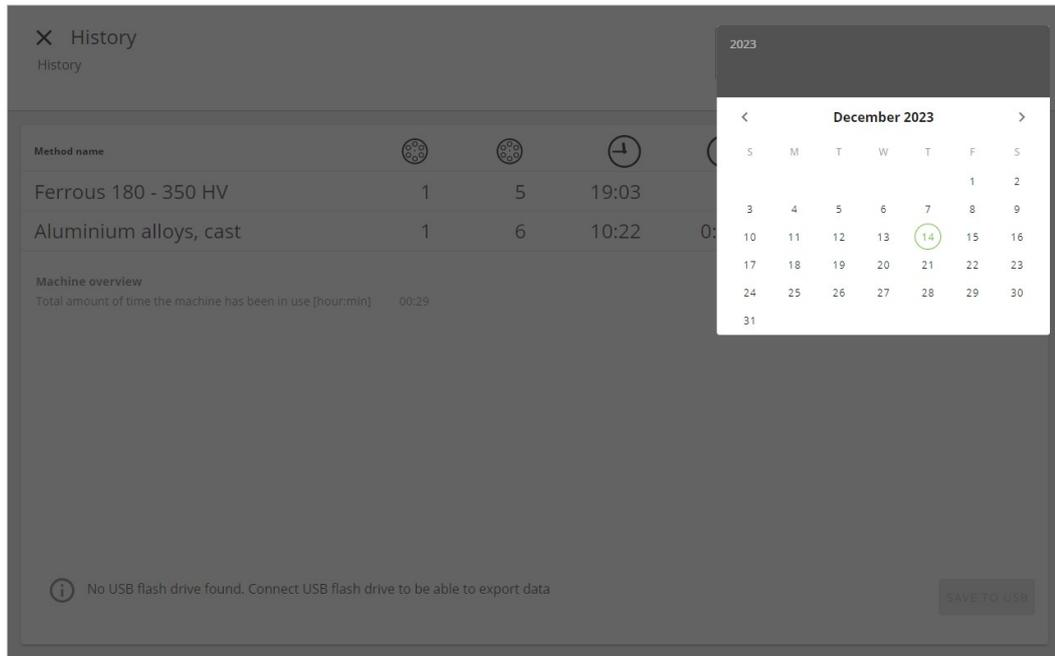 History
History
2023
December 2023
S M T W T F S
1 2
3 4 5 6 7 8 9
10 11 12 13 14 15 16
17 18 19 20 21 22 23
24 25 26 27 28 29 30
31
Method name
Ferrous 180 - 350 HV 1 5 19:03
Aluminium alloys, cast 1 6 10:22 0:
Machine overview
Total amount of time the machine has been in use [hour:min] 00:29
No USB flash drive found. Connect USB flash drive to be able to export data
SAVE TO USB